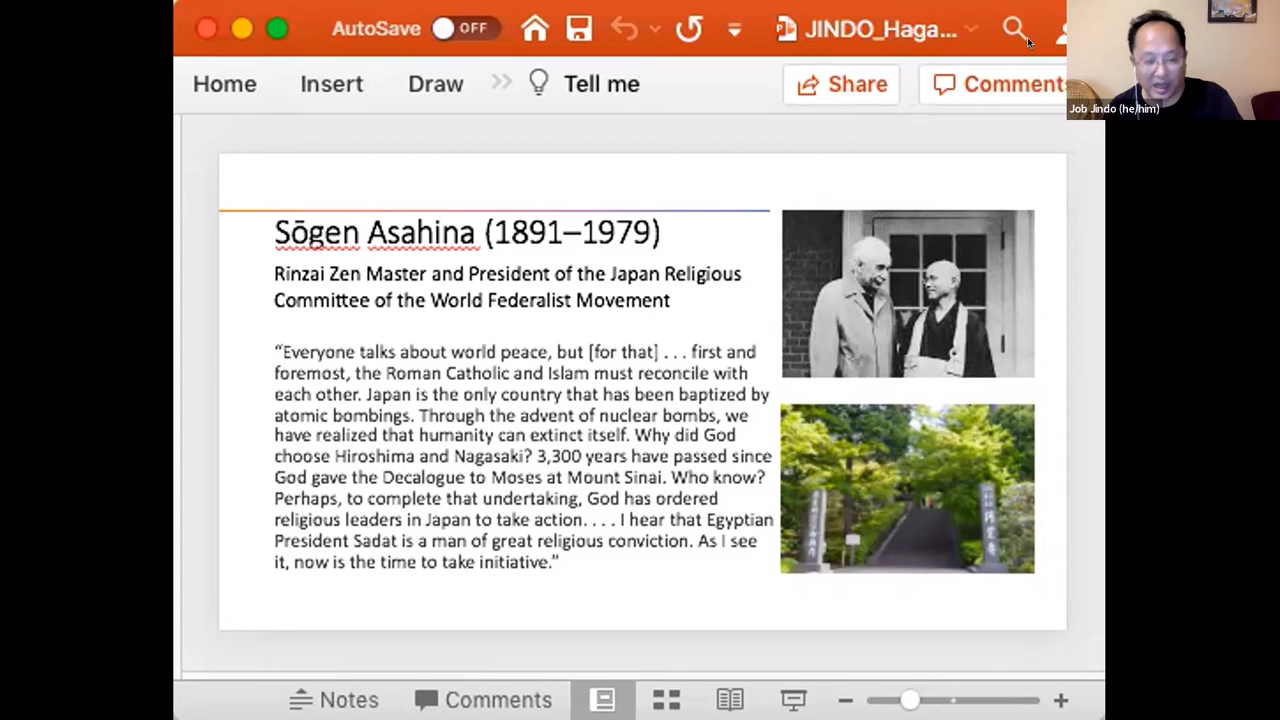 AutoSave OFF JINDO_Haga...
Home Insert Draw Tell me Share Comment
Job Jindo (he/him)
Sōgen Asahina (1891–1979)
Rinzai Zen Master and President of the Japan Religious
Committee of the World Federalist Movement
“Everyone talks about world peace, but [for that] . . . first and
foremost, the Roman Catholic and Islam must reconcile with
each other. Japan is the only country that has been baptized by
atomic bombings. Through the advent of nuclear bombs, we
have realized that humanity can extinct itself. Why did God
choose Hiroshima and Nagasaki? 3,300 years have passed since
God gave the Decalogue to Moses at Mount Sinai. Who know?
Perhaps, to complete that undertaking, God has ordered
religious leaders in Japan to take action. . . . I hear that Egyptian
President Sadat is a man of great religious conviction. As I see
it, now is the time to take initiative.”
Notes Comments